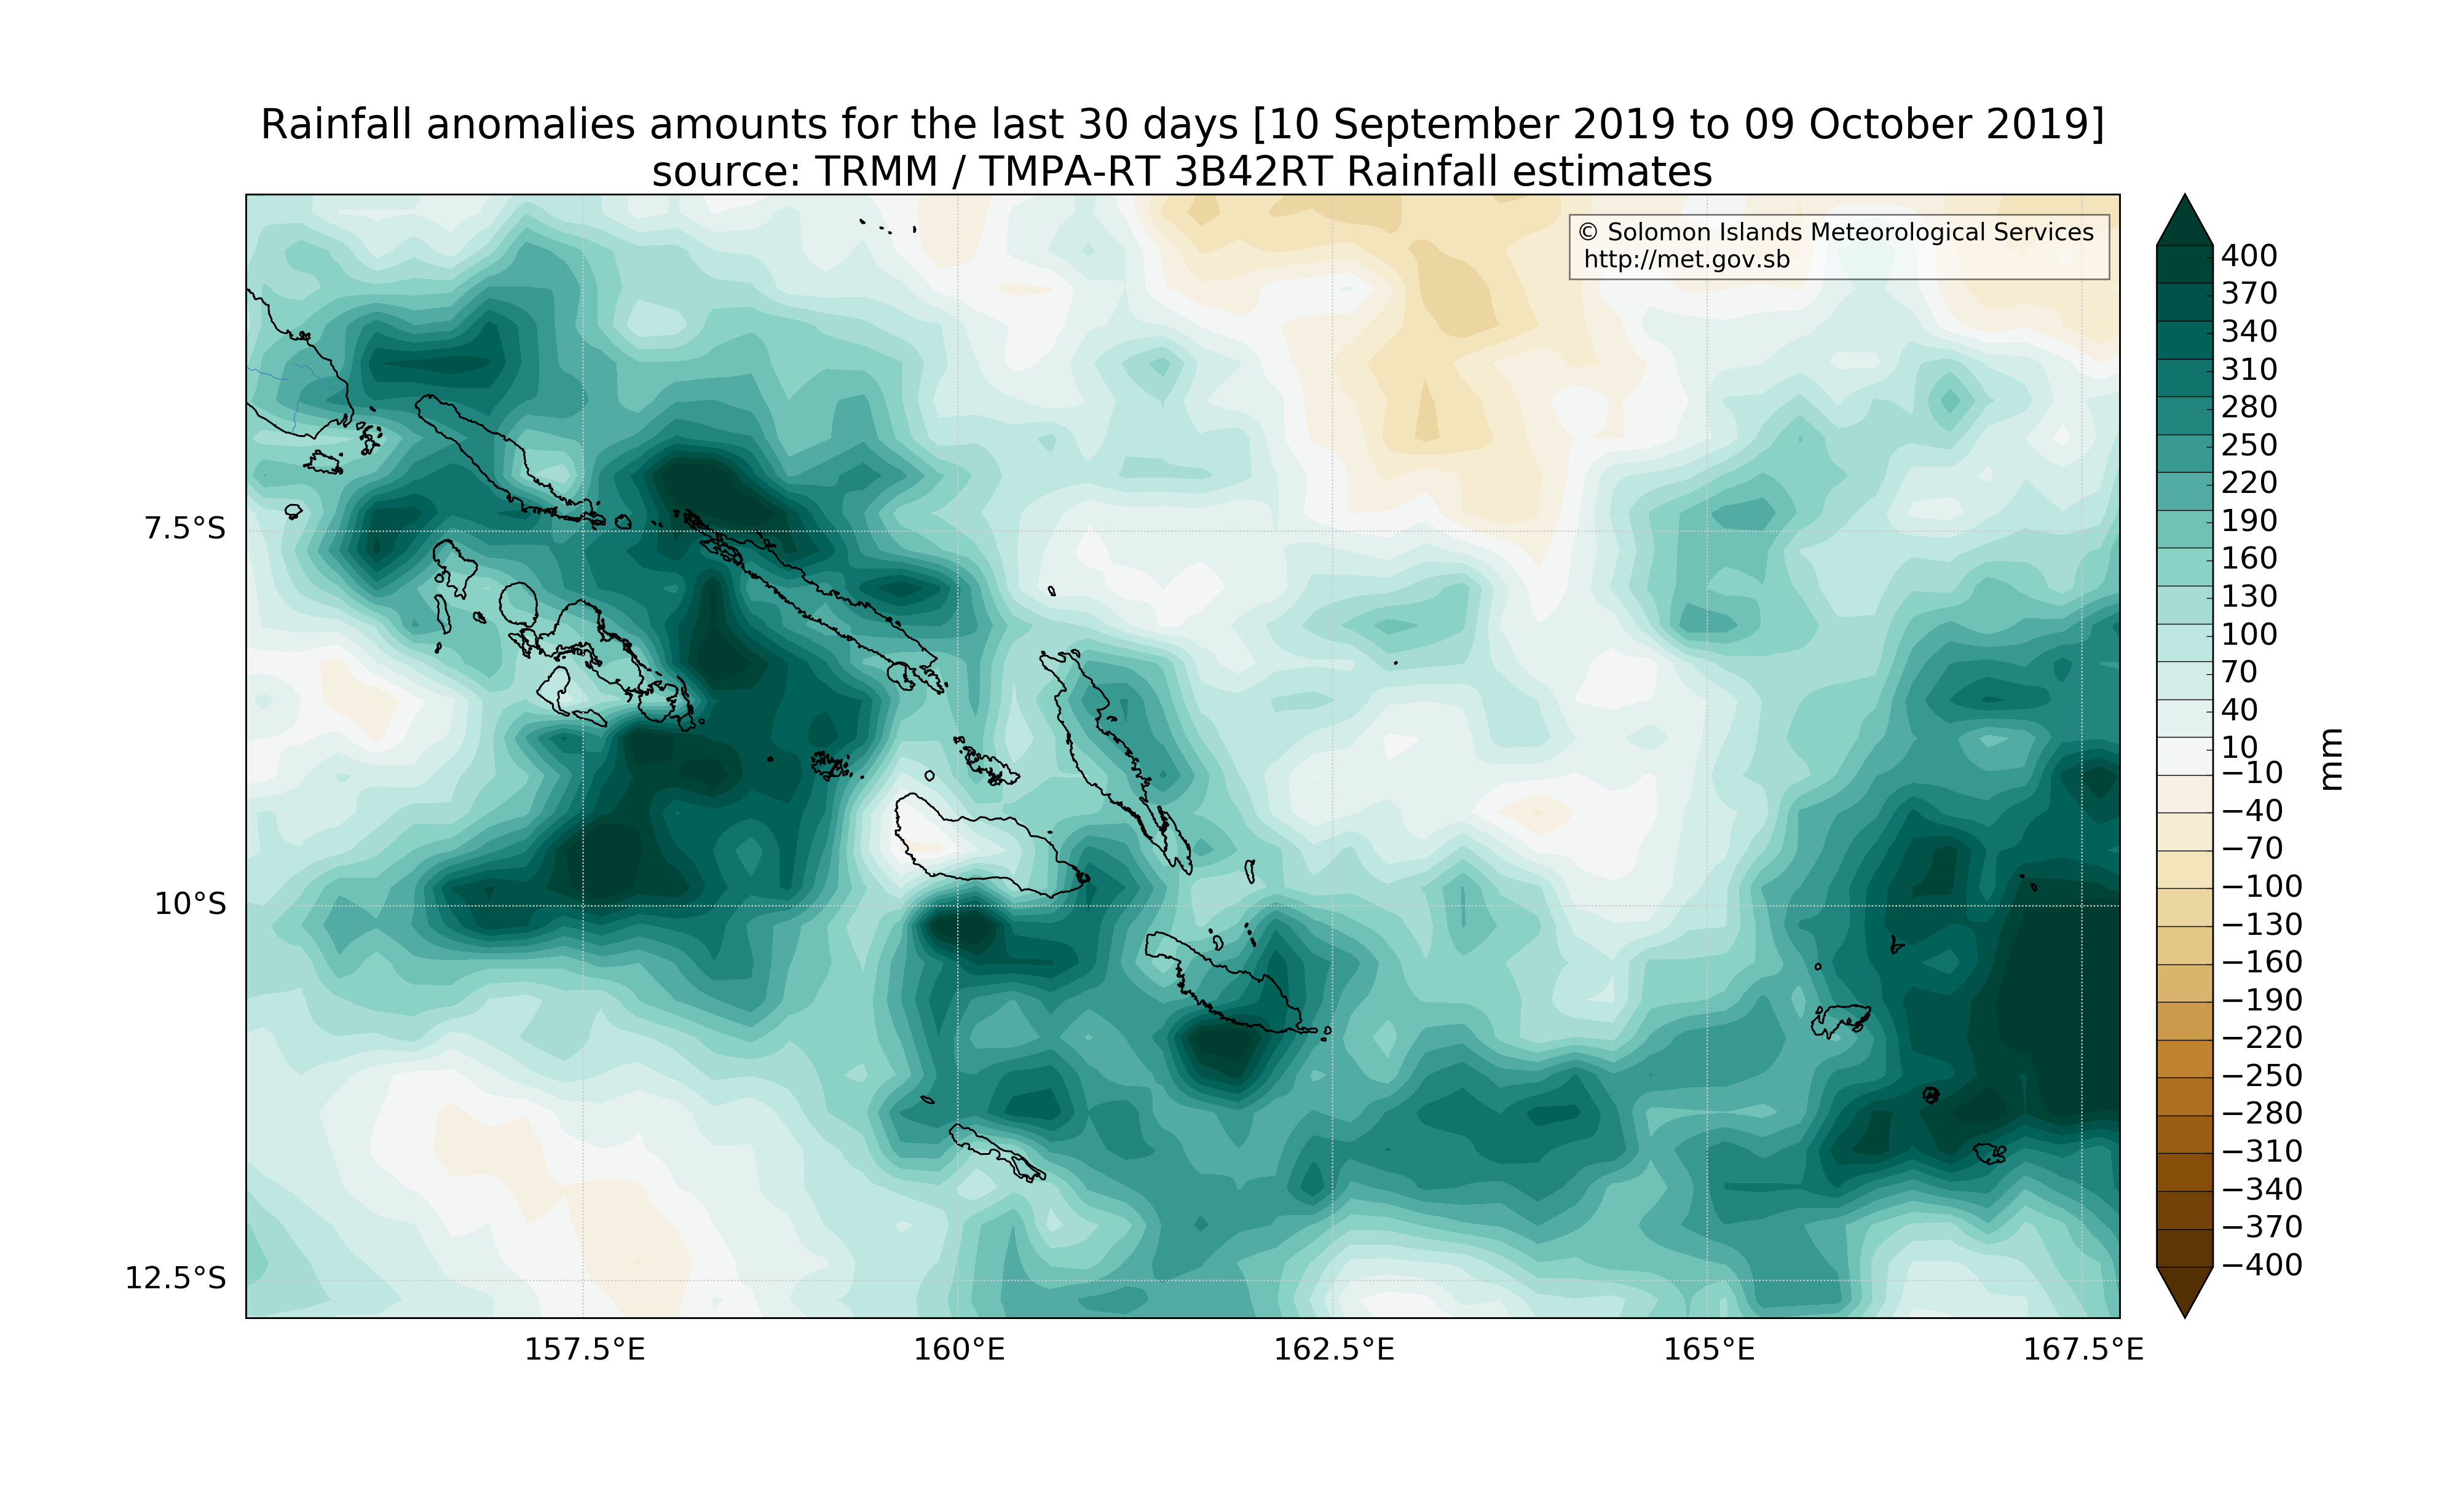 Rainfall anomalies amounts for the last 30 days [10 September 2019 to 09 October 2019]
source: TRMM / TMPA-RT 3B42RT Rainfall estimates
© Solomon Islands Meteorological Services
http://met.gov.sb
7.5°S
10°S
12.5°S
157.5°E
160°E
162.5°E
165°E
167.5°E
400
370
340
310
280
250
220
190
160
130
100
70
40
10
−10
−40
−70
−100
−130
−160
−190
−220
−250
−280
−310
−340
−370
−400
mm